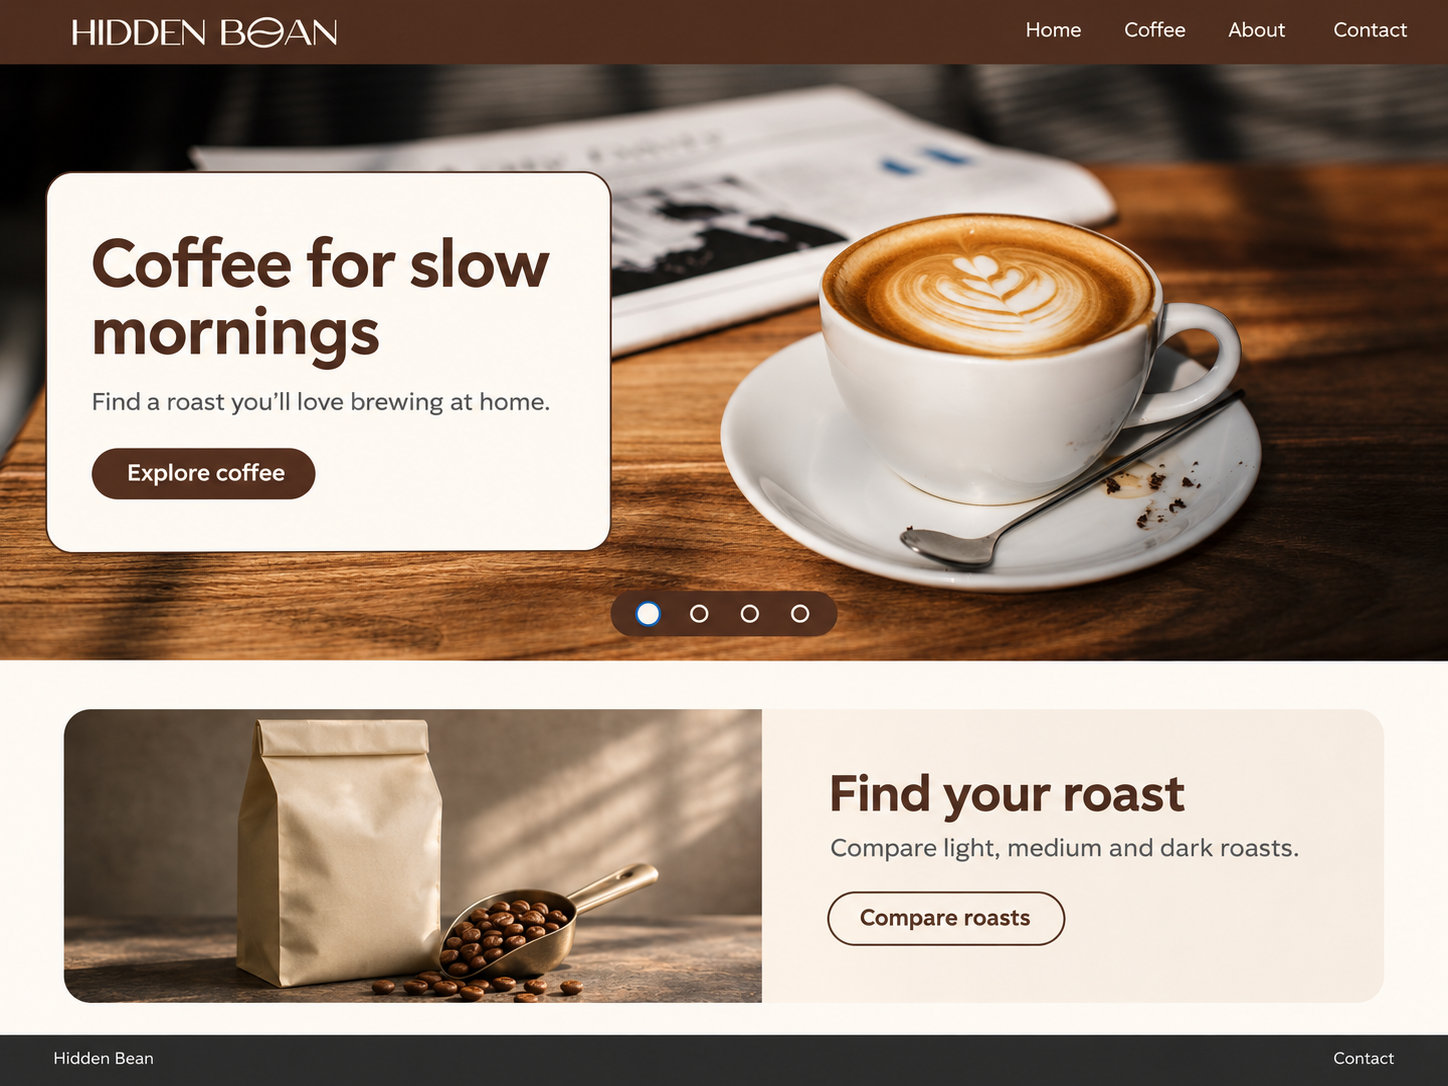 HIDDEN BEAN
Home Coffee About Contact
Coffee for slow
mornings
Find a roast you’ll love brewing at home.
Explore coffee
Find your roast
Compare light, medium and dark roasts.
Compare roasts
Hidden Bean
Contact